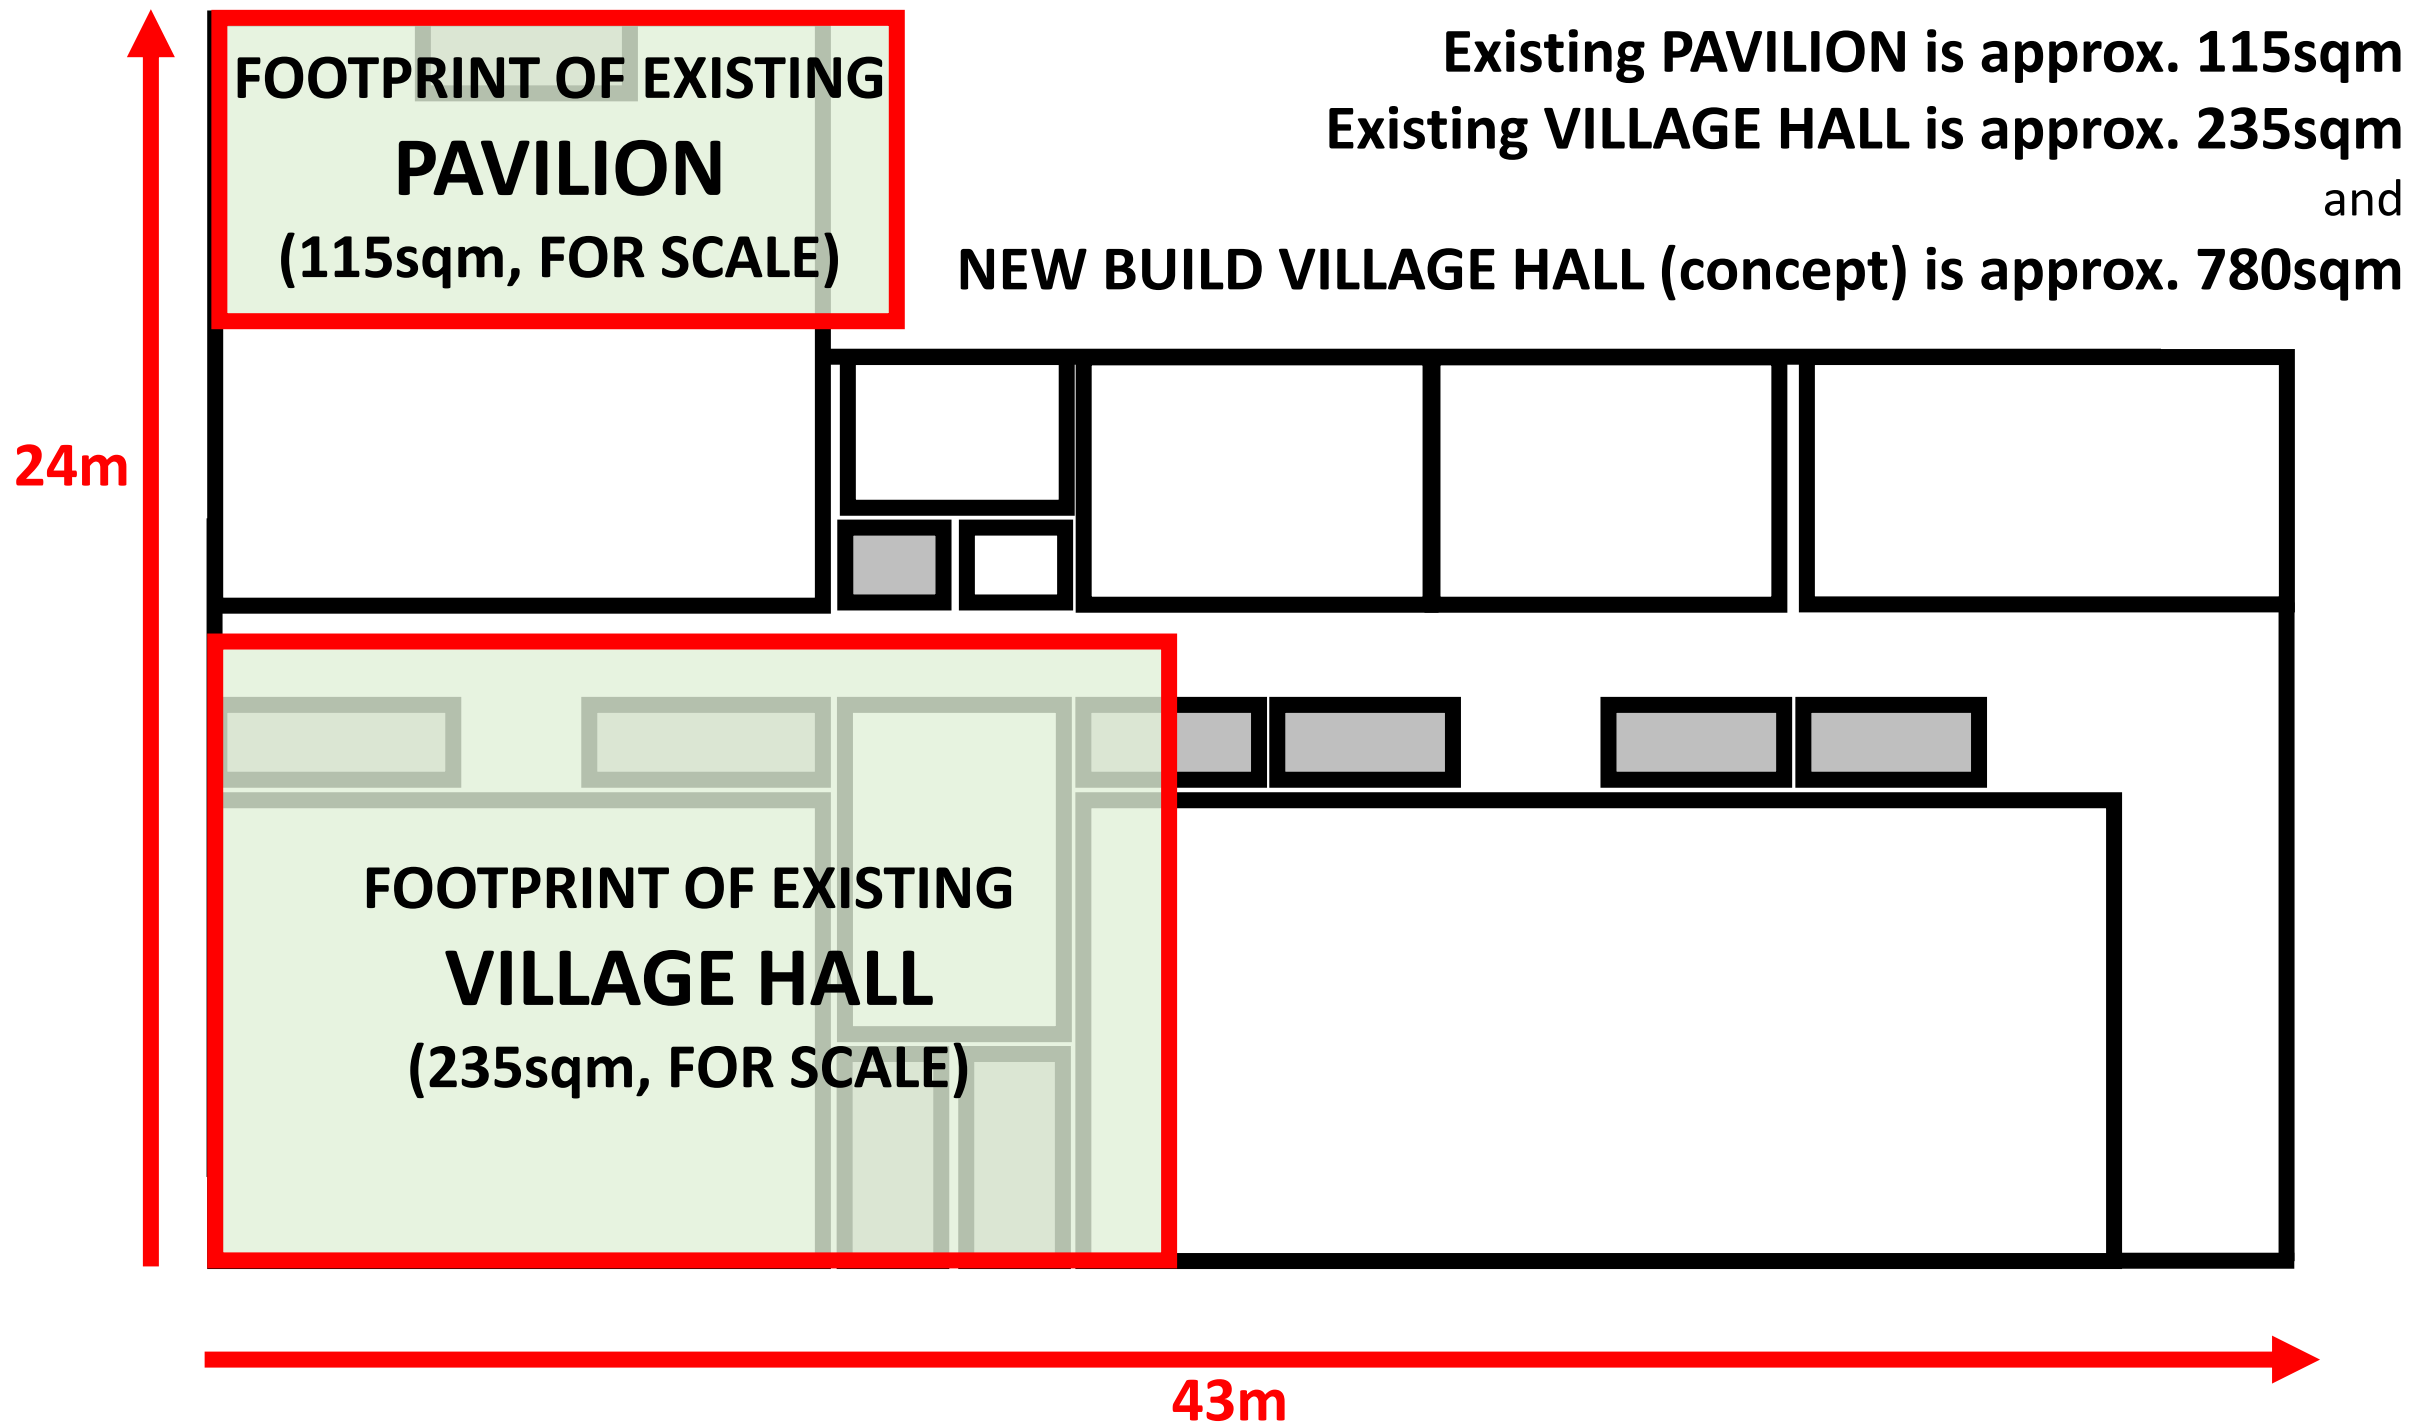 FOOTPRINT OF EXISTING
PAVILION
(115sqm, FOR SCALE)
Existing PAVILION is approx. 115sqm
Existing VILLAGE HALL is approx. 235sqm
and
NEW BUILD VILLAGE HALL (concept) is approx. 780sqm
24m
FOOTPRINT OF EXISTING
VILLAGE HALL
(235sqm, FOR SCALE)
43m